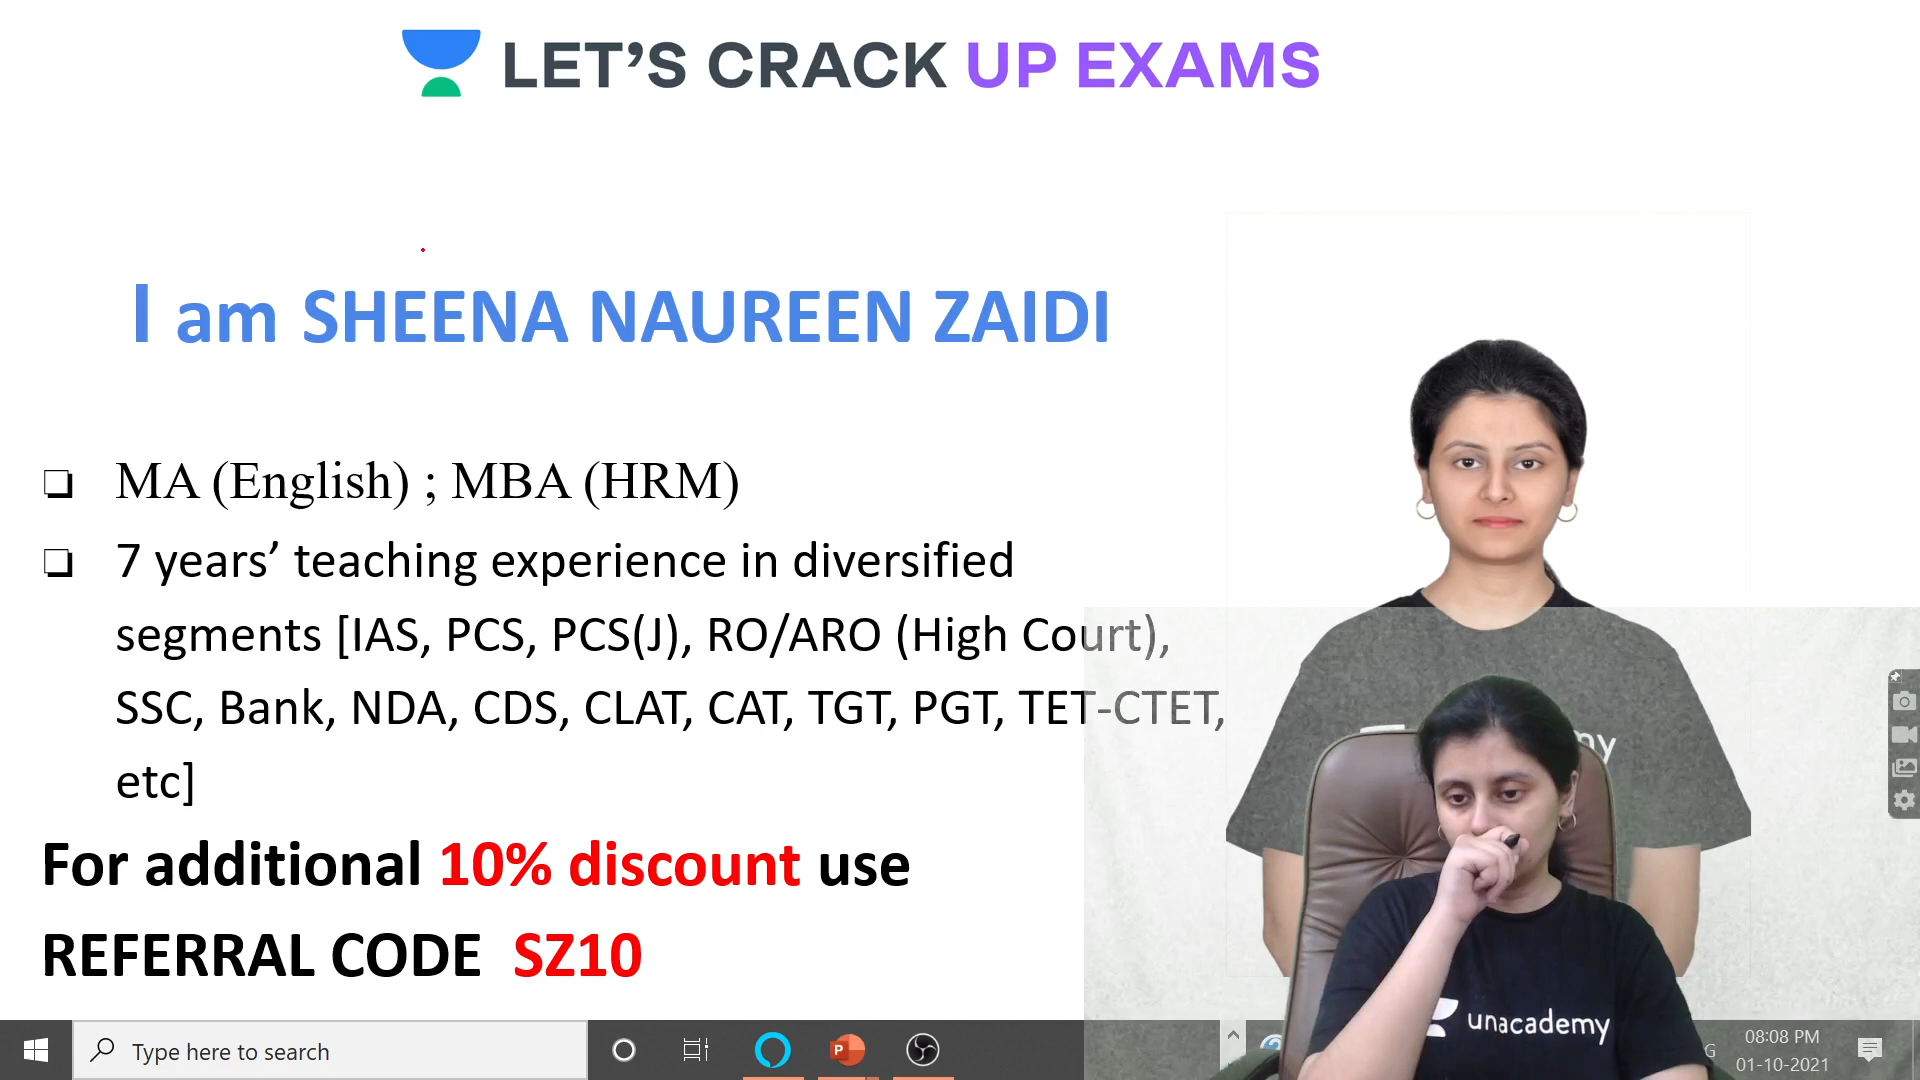 LET’S CRACK UP EXAMS
I am SHEENA NAUREEN ZAIDI
❑ MA (English) ; MBA (HRM)
❑ 7 years’ teaching experience in diversified
segments [IAS, PCS, PCS(J), RO/ARO (High Court),
SSC, Bank, NDA, CDS, CLAT, CAT, TGT, PGT, TET-CTET,
etc]
For additional 10% discount use
REFERRAL CODE SZ10
unacademy
Type here to search
08:08 PM
01-10-2021